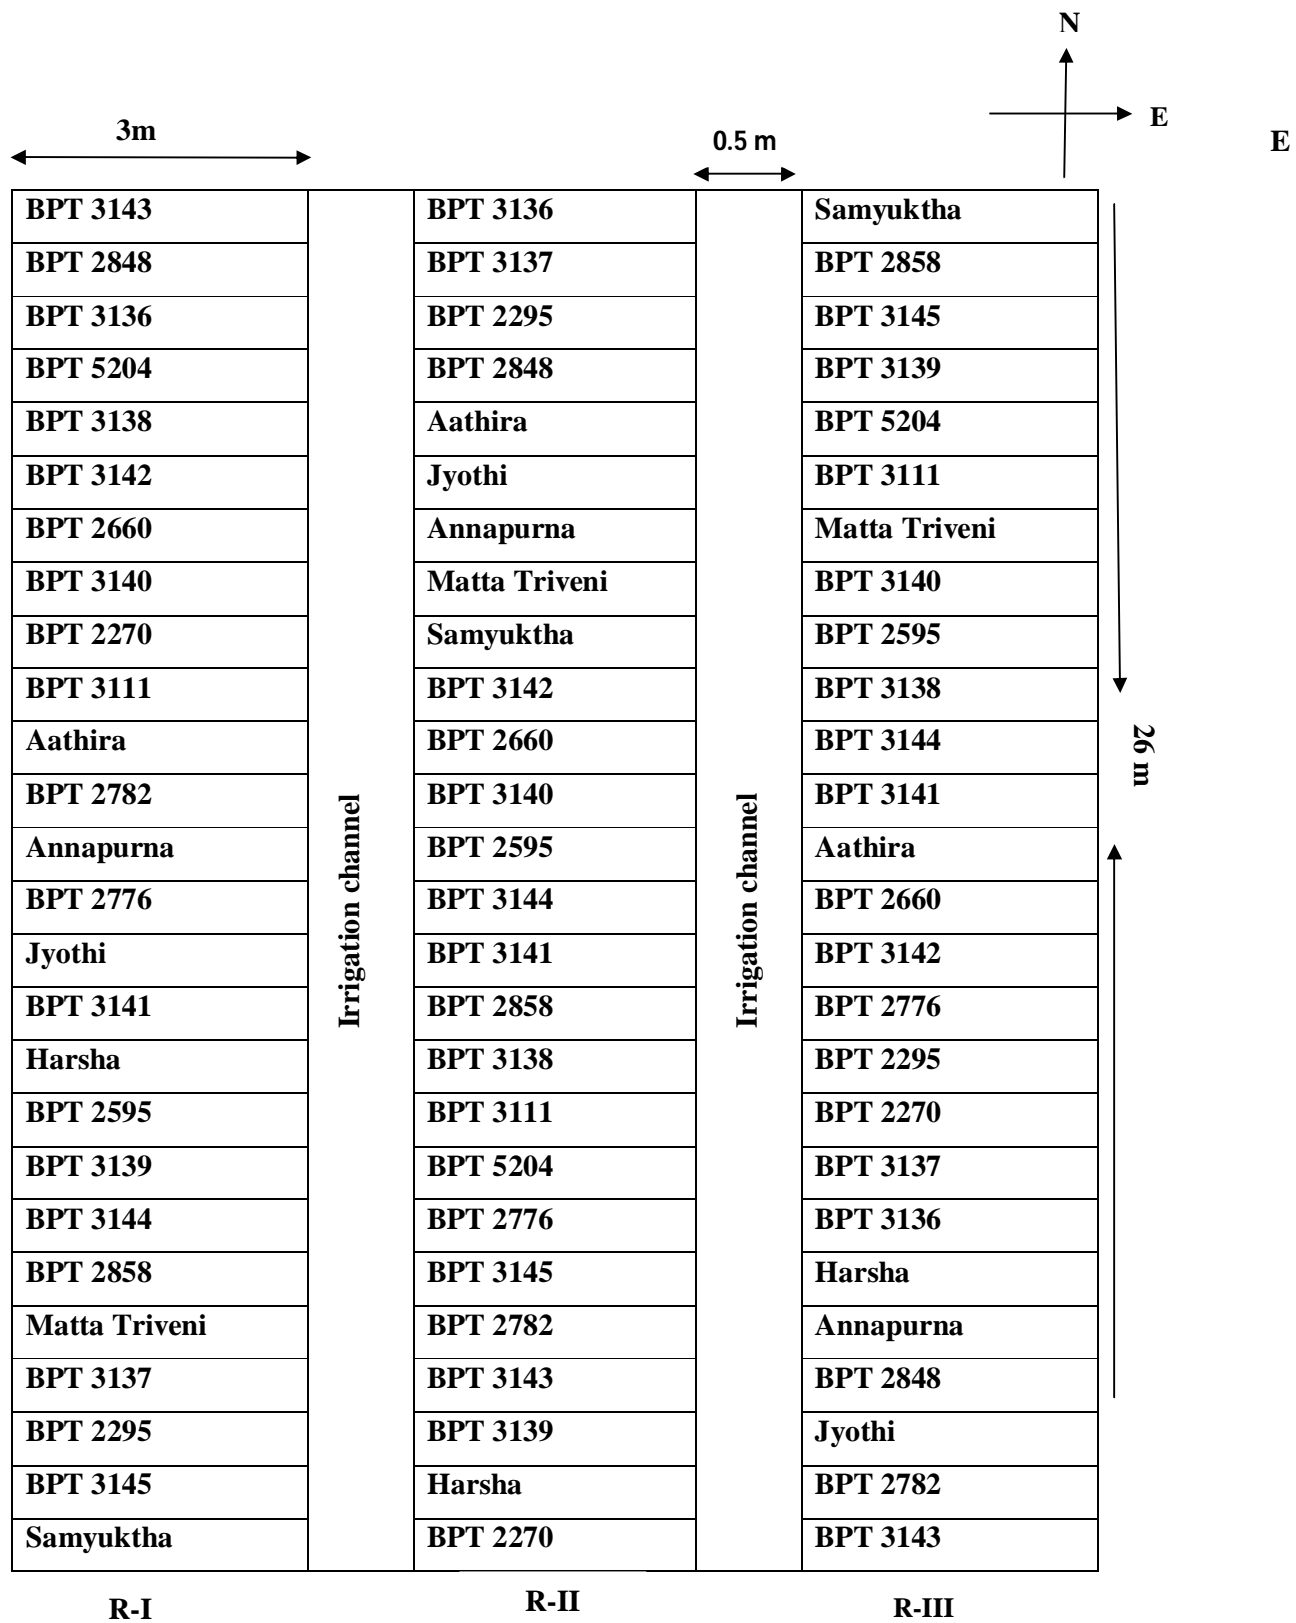 N
E
E
3m
0.5 m
BPT 3143 BPT 3136 Samyuktha
BPT 2848 BPT 3137 BPT 2858
BPT 3136 BPT 2295 BPT 3145
BPT 5204 BPT 2848 BPT 3139
BPT 3138 Aathira BPT 5204
BPT 3142 Jyothi BPT 3111
BPT 2660 Annapurna Matta Triveni
BPT 3140 Matta Triveni BPT 3140
BPT 2270 Samyuktha BPT 2595
BPT 3111 BPT 3142 BPT 3138
Aathira BPT 2660 BPT 3144
BPT 2782 BPT 3140 BPT 3141
Annapurna BPT 2595 Aathira
BPT 2776 BPT 3144 BPT 2660
Jyothi BPT 3141 BPT 3142
BPT 3141 BPT 2858 BPT 2776
Harsha BPT 3138 BPT 2295
BPT 2595 BPT 3111 BPT 2270
BPT 3139 BPT 5204 BPT 3137
BPT 3144 BPT 2776 BPT 3136
BPT 2858 BPT 3145 Harsha
Matta Triveni BPT 2782 Annapurna
BPT 3137 BPT 3143 BPT 2848
BPT 2295 BPT 3139 Jyothi
BPT 3145 Harsha BPT 2782
Samyuktha BPT 2270 BPT 3143
Irrigation channel
Irrigation channel
26 m
R-I R-II R-III